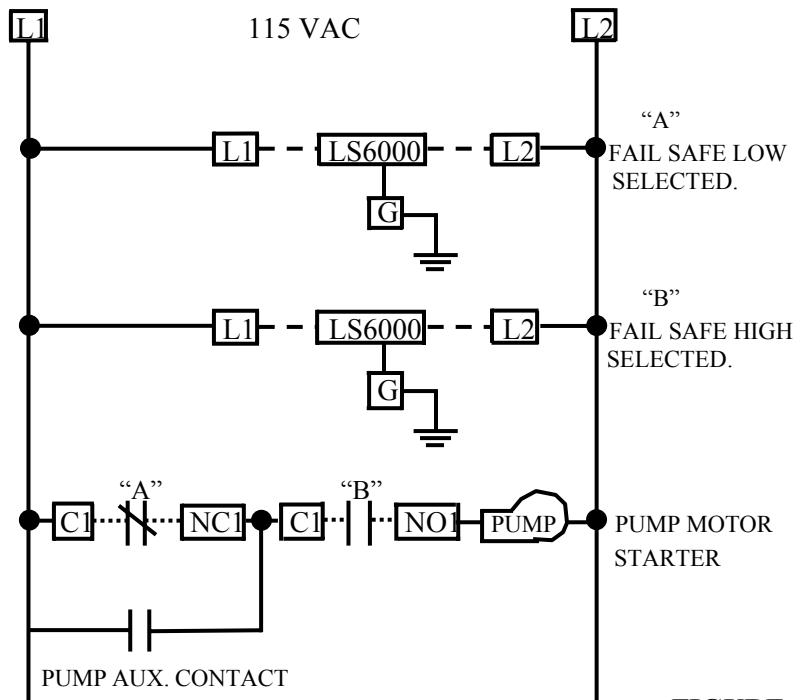 L1 115 VAC L2
“A”
L1 LS6000 L2 FAIL SAFE LOW
SELECTED.
G
“B”
L1 LS6000 L2 FAIL SAFE HIGH
SELECTED.
G
“A” “B”
C1 NC1 C1 NO1 PUMP PUMP MOTOR
STARTER
PUMP AUX. CONTACT